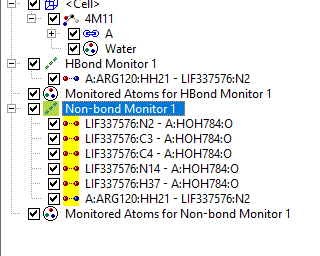 <Cell>
4M11
A
Water
HBond Monitor 1
A:ARG120:HH21 - LIF337576:N2
Monitored Atoms for HBond Monitor 1
Non-bond Monitor 1
LIF337576:N2 - A:HOH784:O
LIF337576:C3 - A:HOH784:O
LIF337576:C4 - A:HOH784:O
LIF337576:N14 - A:HOH784:O
LIF337576:H37 - A:HOH784:O
A:ARG120:HH21 - LIF337576:N2
Monitored Atoms for Non-bond Monitor 1